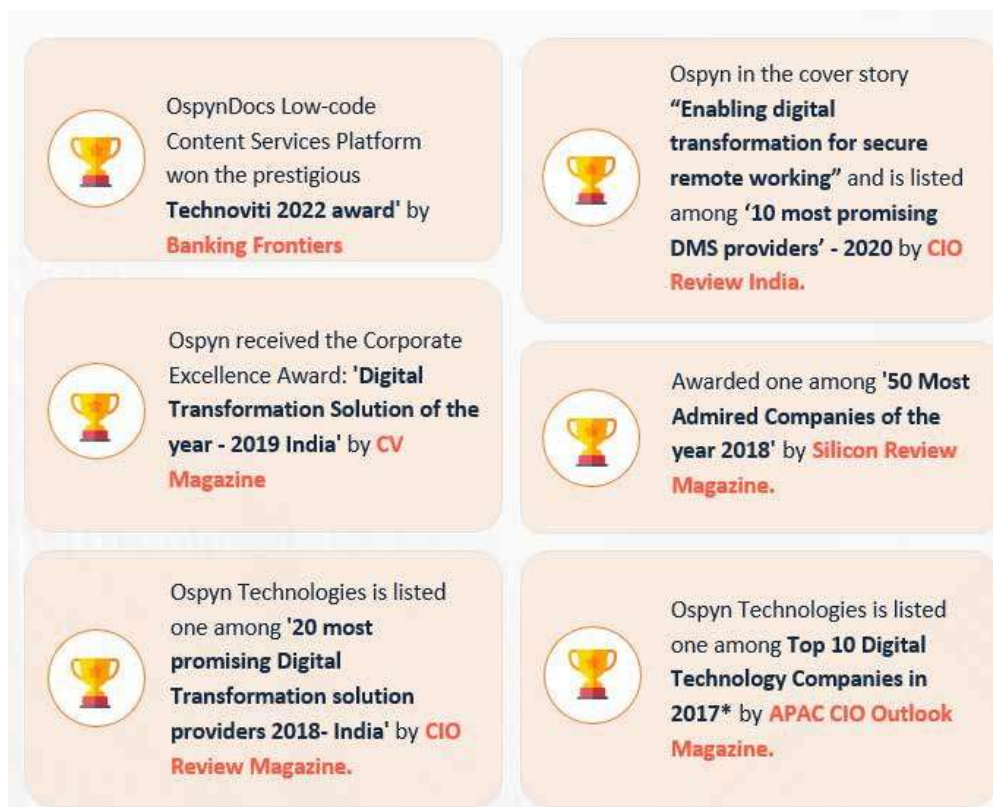 OspynDocs Low-code
Content Services Platform
won the prestigious
Technoviti 2022 award' by
Banking Frontiers
Ospyn in the cover story
“Enabling digital
transformation for secure
remote working” and is listed
among ‘10 most promising
DMS providers’ - 2020 by CIO
Review India.
Ospyn received the Corporate
Excellence Award: 'Digital
Transformation Solution of the
year - 2019 India' by CV
Magazine
Awarded one among '50 Most
Admired Companies of the
year 2018' by Silicon Review
Magazine.
Ospyn Technologies is listed
one among '20 most
promising Digital
Transformation solution
providers 2018- India' by CIO
Review Magazine.
Ospyn Technologies is listed
one among Top 10 Digital
Technology Companies in
2017* by APAC CIO Outlook
Magazine.